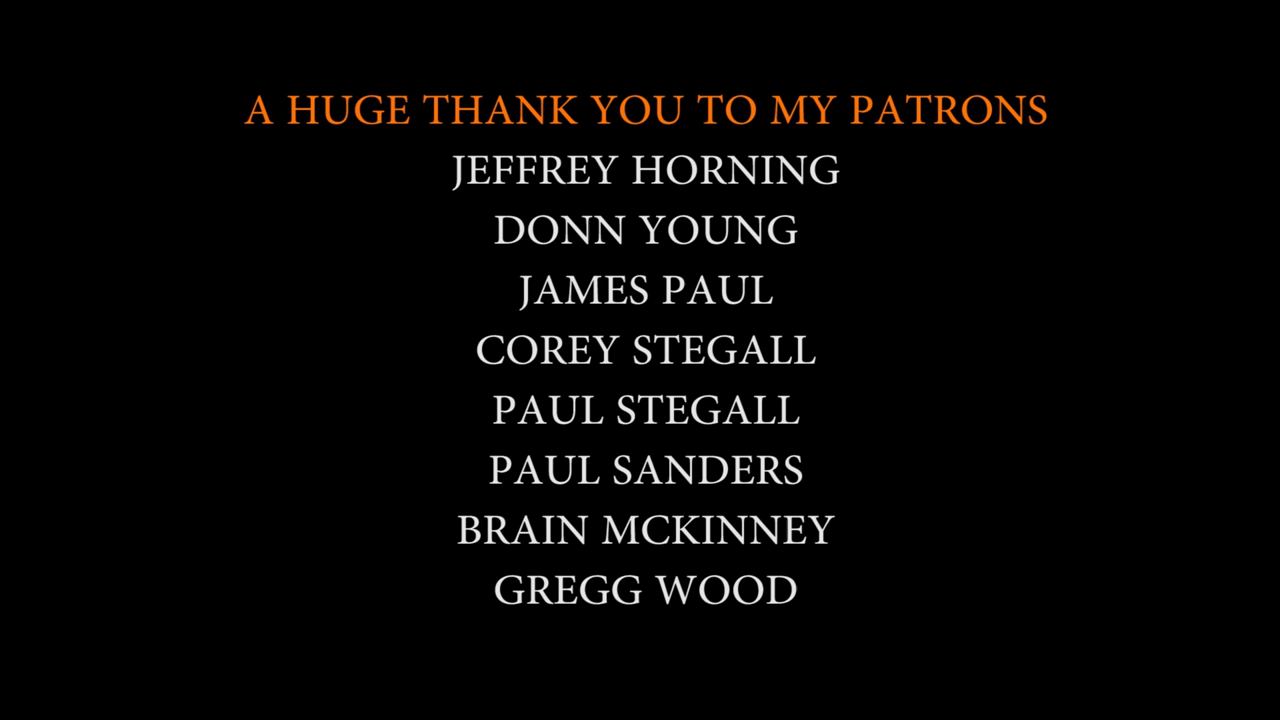 A HUGE THANK YOU TO MY PATRONS
JEFFREY HORNING
DONN YOUNG
JAMES PAUL
COREY STEGALL
PAUL STEGALL
PAUL SANDERS
BRAIN MCKINNEY
GREGG WOOD